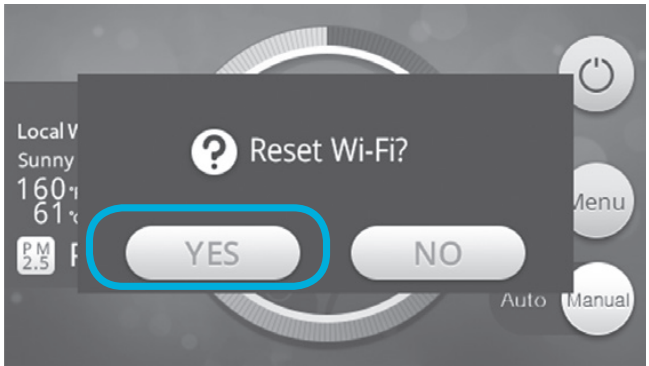 Reset Wi-Fi?
Local W
Sunny
160
61
PM
2.5
YES
NO
Menu
Auto
Manual